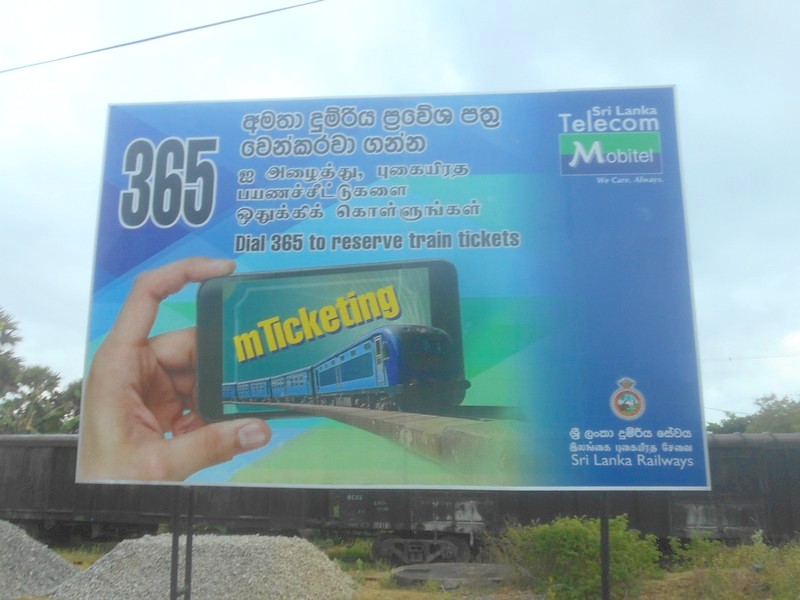 365
අමතා දුම්රිය ප්‍රවේශ පත්‍ර
වෙන්කරවා ගන්න
ஐ அழைத்து, புகையிரத
பயணச்சீட்டுகளை
ஒதுக்கிக் கொள்ளுங்கள்
Dial 365 to reserve train tickets
Sri Lanka
Telecom
Mobitel
We Care. Always.
mTicketing
ශ්‍රී ලංකා දුම්රිය සේවය
இலங்கை புகையிரத சேவை
Sri Lanka Railways